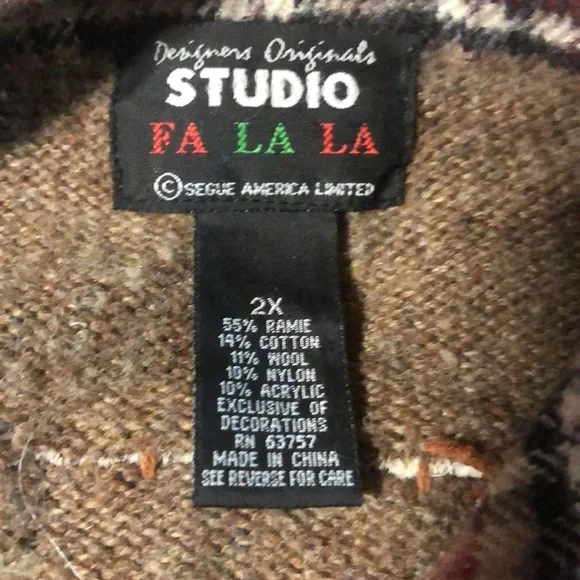 Designers Originals
STUDIO
FA LA LA
© SEGUE AMERICA LIMITED
2X
55% RAMIE
14% COTTON
11% WOOL
10% NYLON
10% ACRYLIC
EXCLUSIVE OF
DECORATIONS
RN 63757
MADE IN CHINA
SEE REVERSE FOR CARE